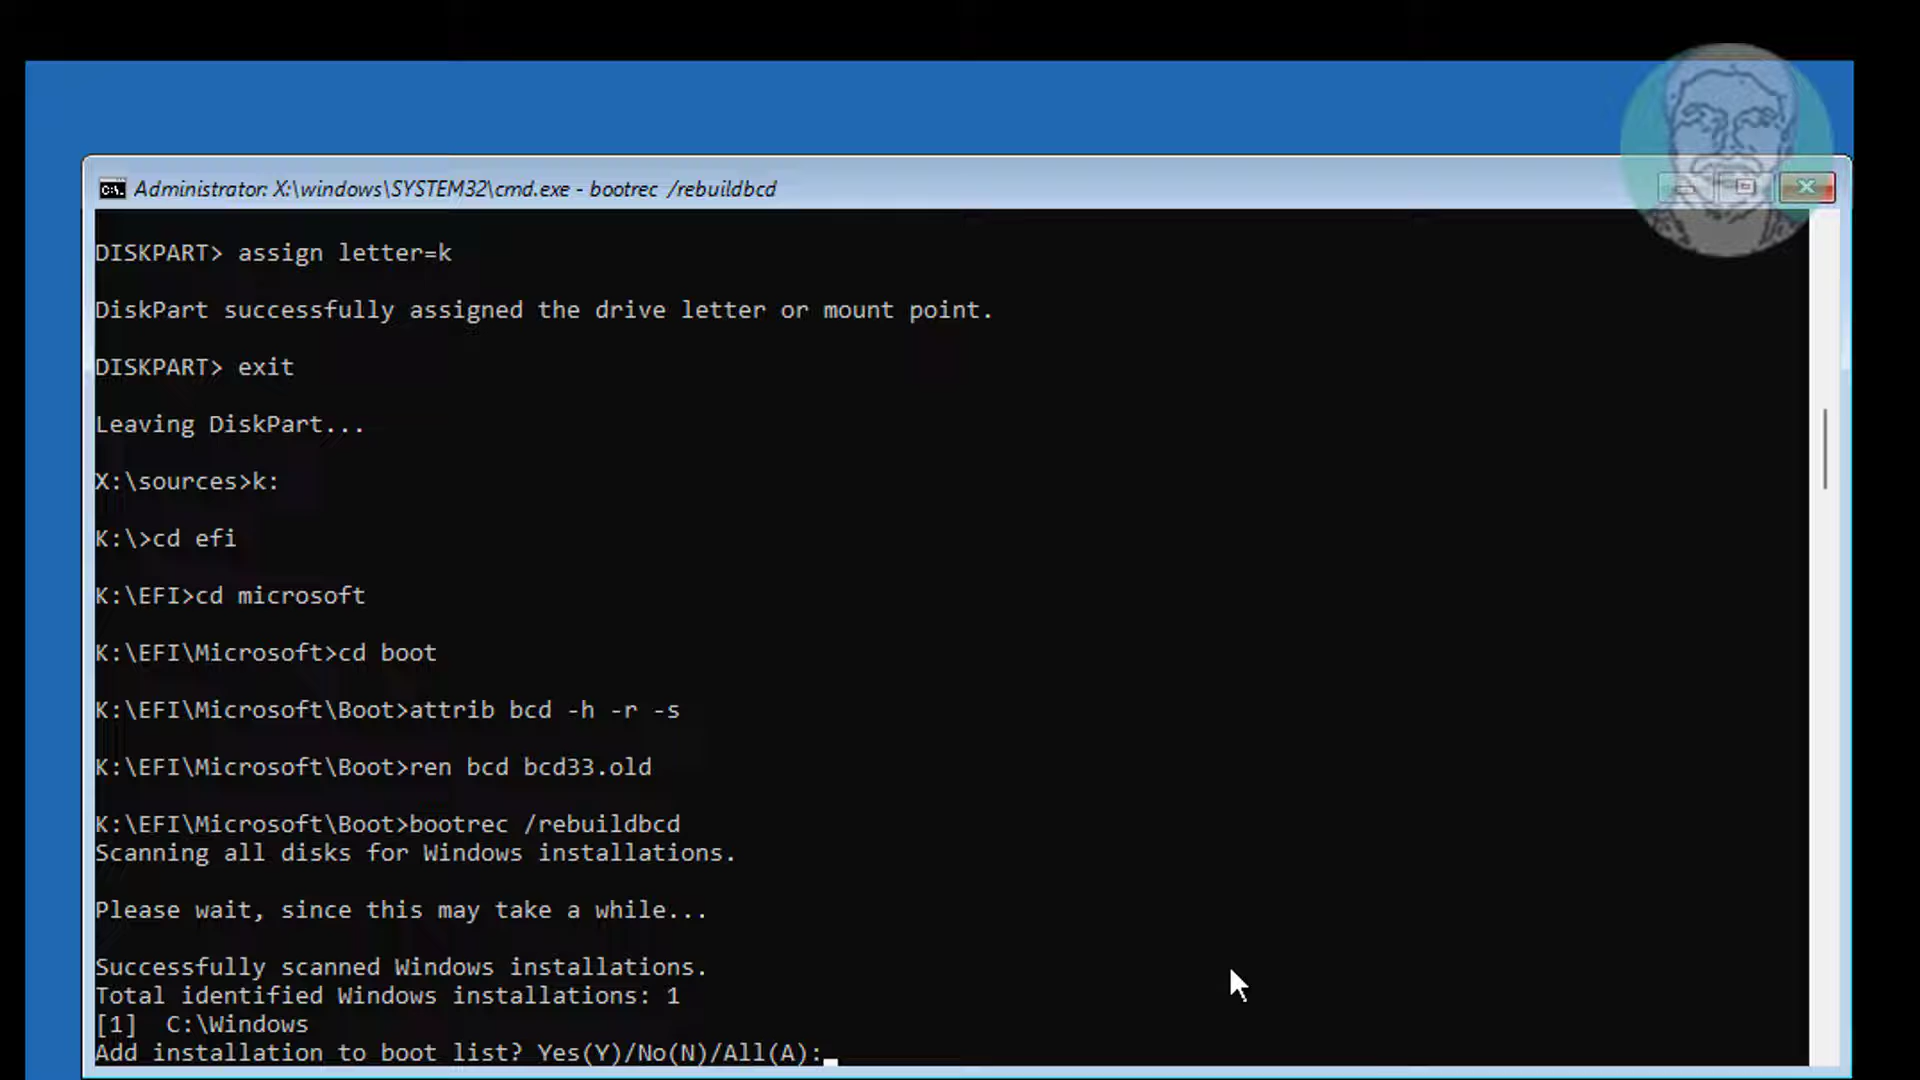 Administrator: X:\windows\SYSTEM32\cmd.exe - bootrec /rebuildbcd
DISKPART> assign letter=k
DiskPart successfully assigned the drive letter or mount point.
DISKPART> exit
Leaving DiskPart...
X:\sources>k:
K:\>cd efi
K:\EFI>cd microsoft
K:\EFI\Microsoft>cd boot
K:\EFI\Microsoft\Boot>attrib bcd -h -r -s
K:\EFI\Microsoft\Boot>ren bcd bcd33.old
K:\EFI\Microsoft\Boot>bootrec /rebuildbcd
Scanning all disks for Windows installations.
Please wait, since this may take a while...
Successfully scanned Windows installations.
Total identified Windows installations: 1
[1]  C:\Windows
Add installation to boot list? Yes(Y)/No(N)/All(A):